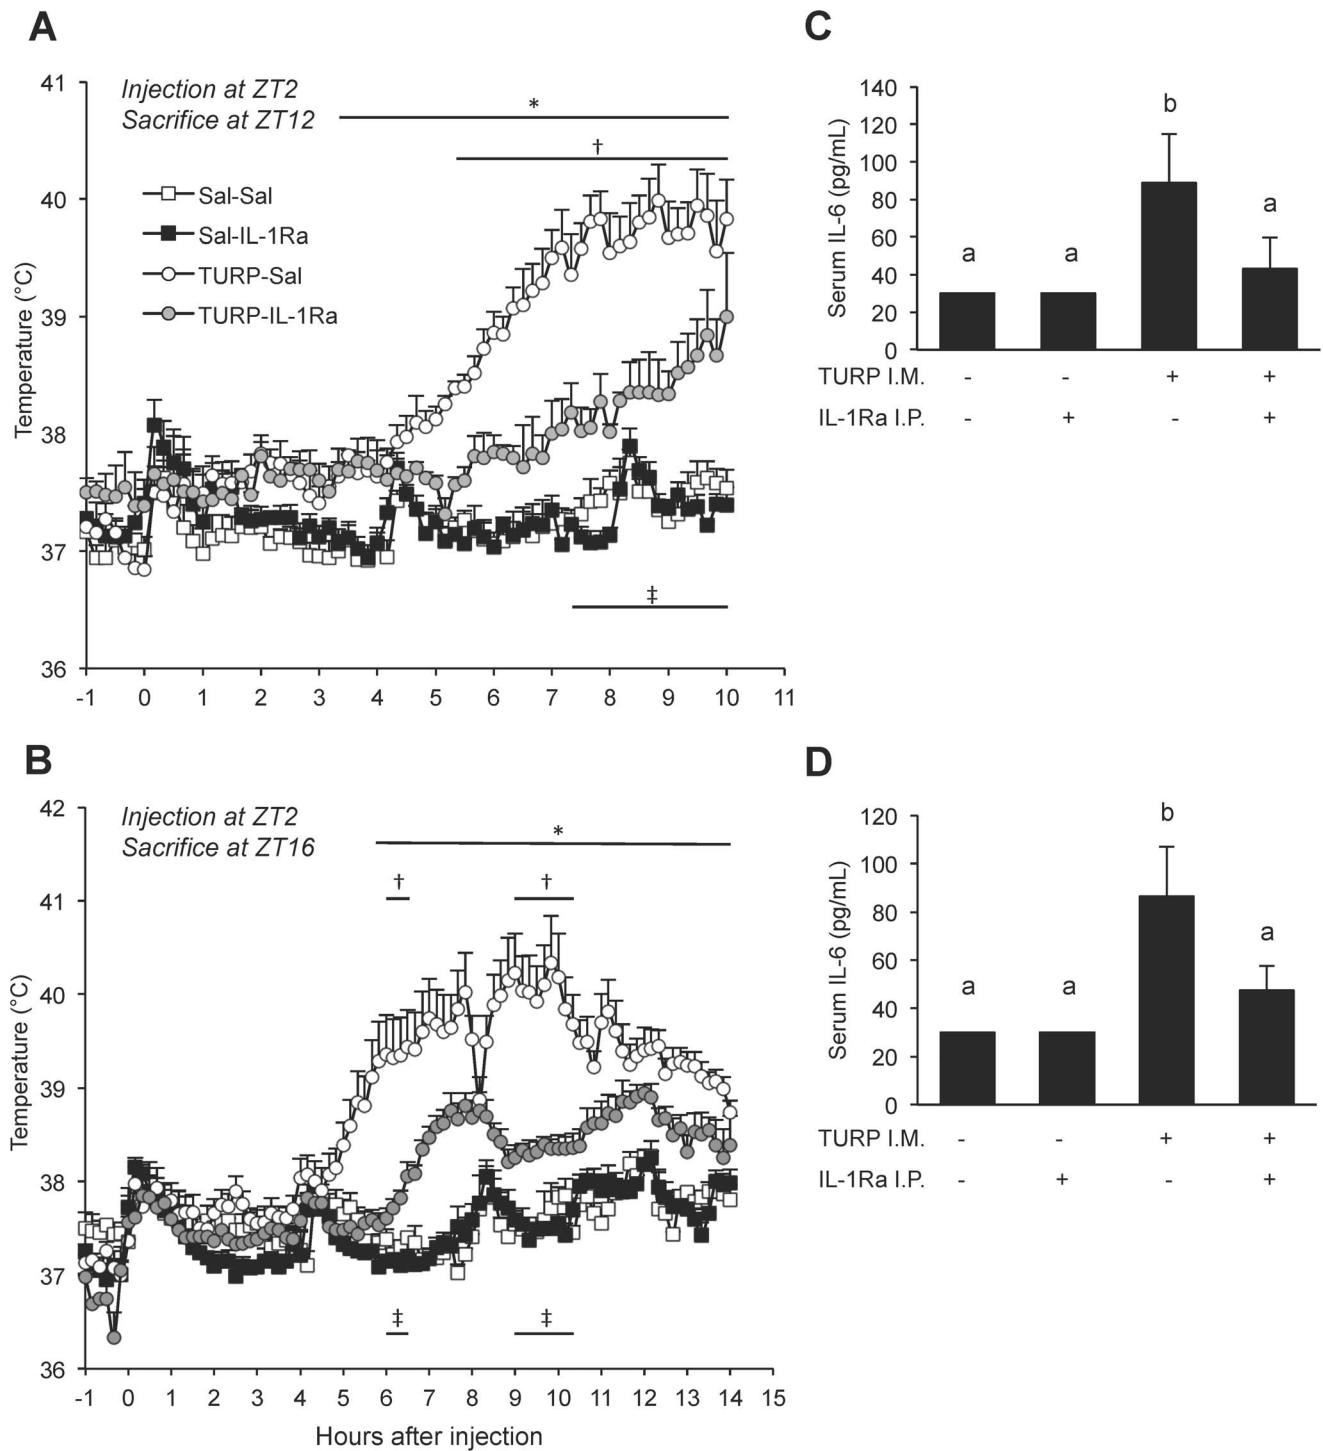 A
Injection at ZT2
Sacrifice at ZT12
*
†
Sal-Sal
Sal-IL-1Ra
TURP-Sal
TURP-IL-1Ra
‡
Temperature (°C)
41
40
39
38
37
36
-1 0 1 2 3 4 5 6 7 8 9 10 11
B
Injection at ZT2
Sacrifice at ZT16
*
† †
‡ ‡
Temperature (°C)
42
41
40
39
38
37
36
-1 0 1 2 3 4 5 6 7 8 9 10 11 12 13 14 15
Hours after injection
C
Serum IL-6 (pg/mL)
140
120
100
80
60
40
20
0
a a b a
TURP I.M. - - + +
IL-1Ra I.P. - + - +
D
Serum IL-6 (pg/mL)
120
100
80
60
40
20
0
a a b a
TURP I.M. - - + +
IL-1Ra I.P. - + - +